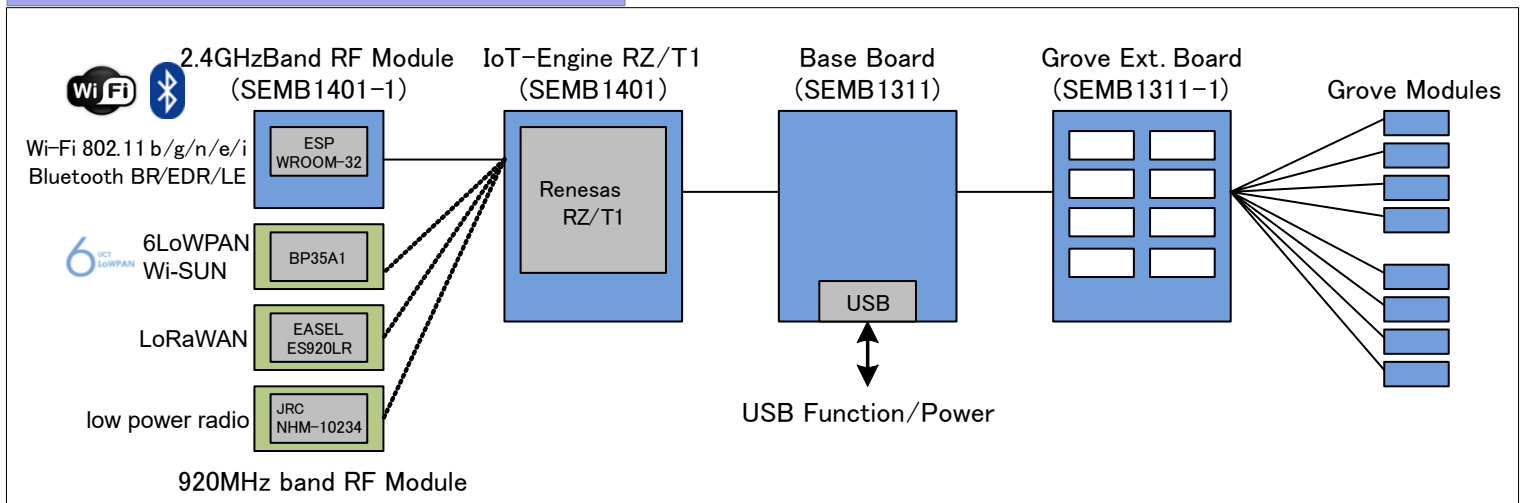 2.4GHzBand RF Module
(SEMB1401-1)
IoT-Engine RZ/T1
(SEMB1401)
Base Board
(SEMB1311)
Grove Ext. Board
(SEMB1311-1)
Grove Modules
Wi Fi
Wi-Fi 802.11 b/g/n/e/i
Bluetooth BR/EDR/LE
ESP
WROOM-32
Renesas
RZ/T1
6 UCT
LoWPAN
6LoWPAN
Wi-SUN
BP35A1
USB
LoRaWAN
EASEL
ES920LR
low power radio
JRC
NHM-10234
USB Function/Power
920MHz band RF Module